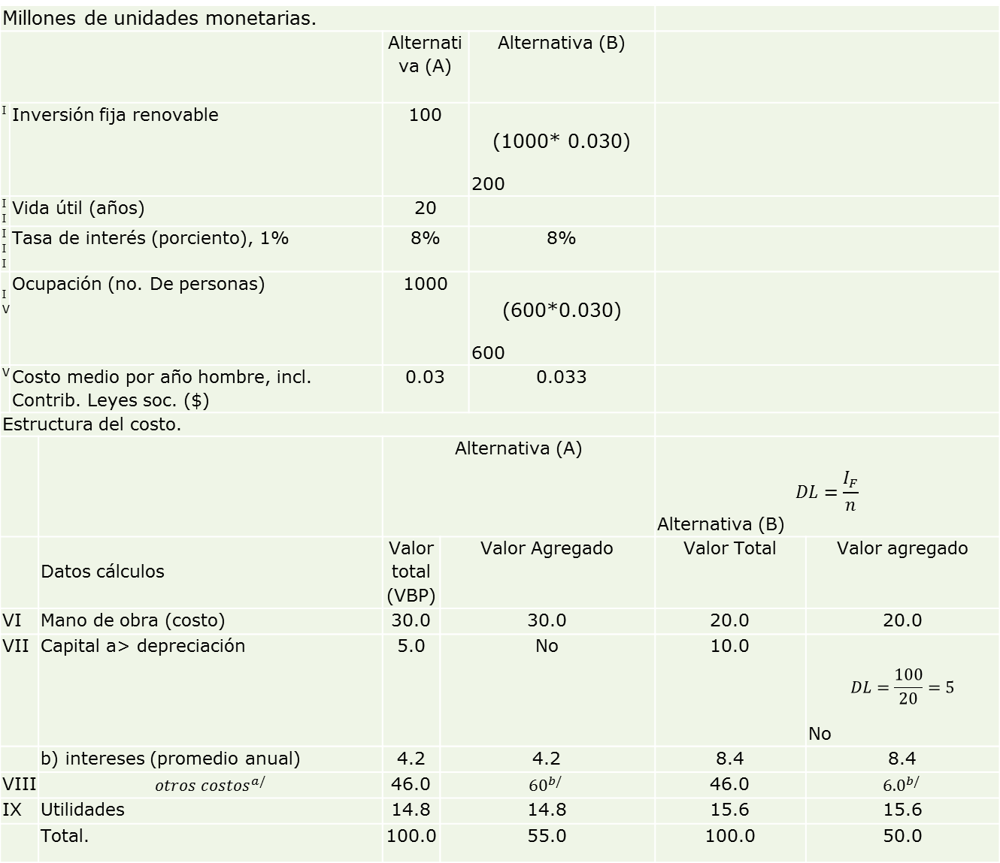 Millones de unidades monetarias.
Alternati
va (A)
Alternativa (B)
I Inversión fija renovable 100
(1000* 0.030)
200
I
I
Vida útil (años) 20
I
I
I
Tasa de interés (porciento), 1% 8% 8%
I
V
Ocupación (no. De personas) 1000
(600*0.030)
600
V Costo medio por año hombre, incl. 0.03 0.033
Contrib. Leyes soc. ($)
Estructura del costo.
Alternativa (A)
DL = I_F / n
Alternativa (B)
Datos cálculos
Valor
total
(VBP)
Valor Agregado
Valor Total
Valor agregado
VI Mano de obra (costo) 30.0 30.0 20.0 20.0
VII Capital a> depreciación 5.0 No 10.0
DL = 100 / 20 = 5
No
b) intereses (promedio anual) 4.2 4.2 8.4 8.4
VIII otros costos^a/ 46.0 60^b/ 46.0 6.0^b/
IX Utilidades 14.8 14.8 15.6 15.6
Total. 100.0 55.0 100.0 50.0